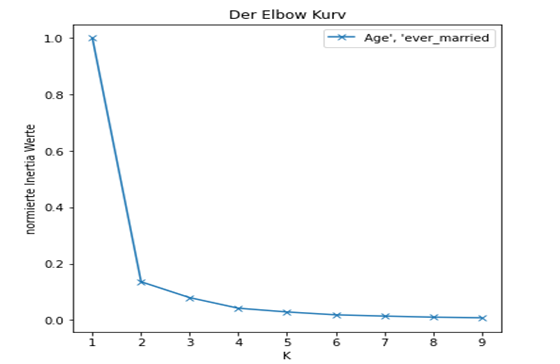 Der Elbow Kurv
Age', 'ever_married
normierte Inertia Werte
1.0
0.8
0.6
0.4
0.2
0.0
1 2 3 4 5 6 7 8 9
K